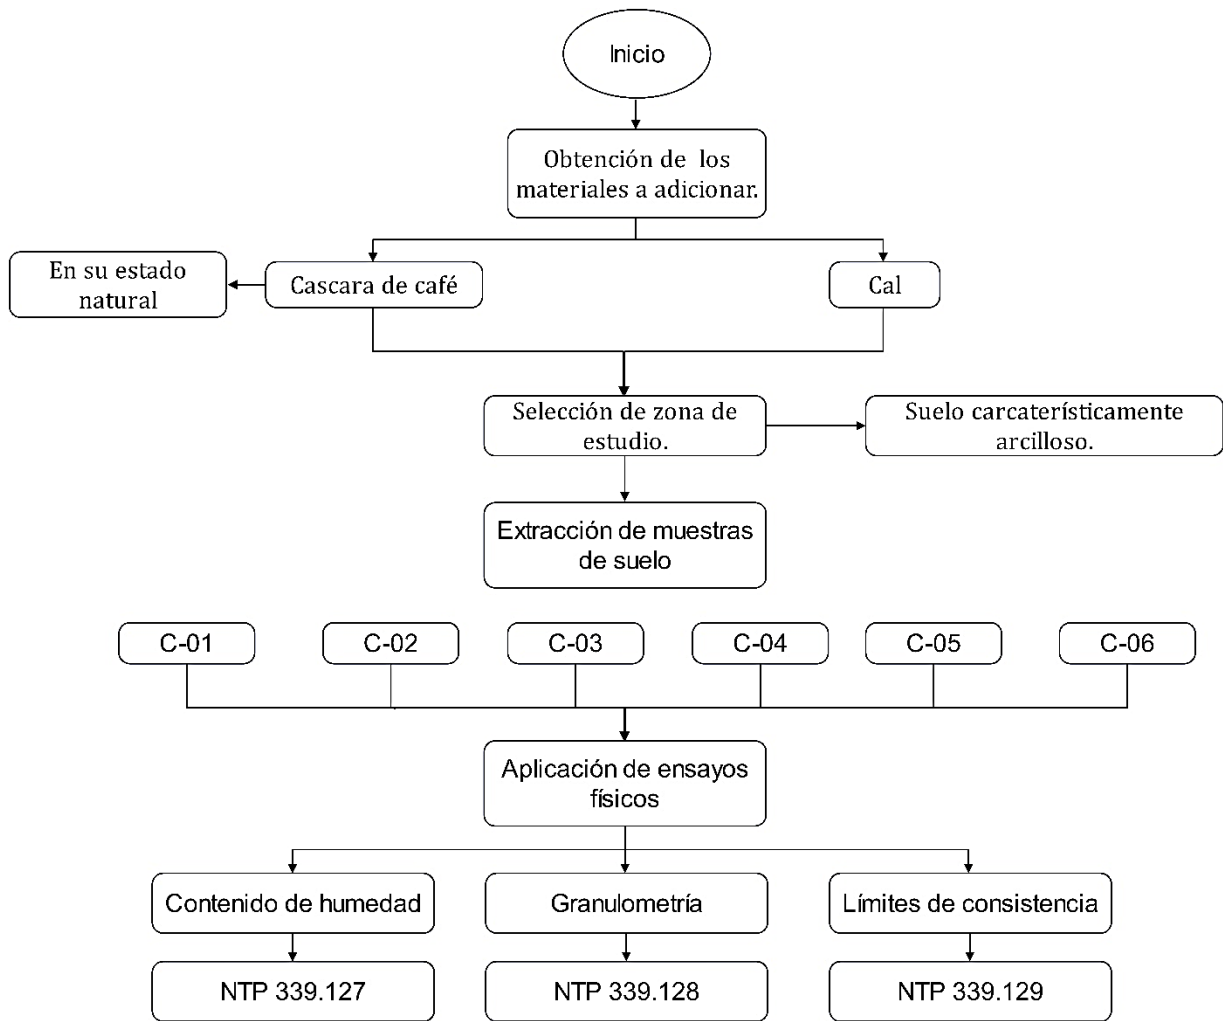 Inicio
Obtención de los
materiales a adicionar.
En su estado
natural
Cascara de café
Cal
Selección de zona de
estudio.
Suelo carcaterísticamente
arcilloso.
Extracción de muestras
de suelo
C-01
C-02
C-03
C-04
C-05
C-06
Aplicación de ensayos
físicos
Contenido de humedad
Granulometría
Límites de consistencia
NTP 339.127
NTP 339.128
NTP 339.129